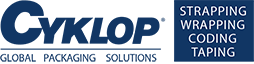 CYKLOP®
GLOBAL PACKAGING SOLUTIONS
STRAPPING
WRAPPING
CODING
TAPING